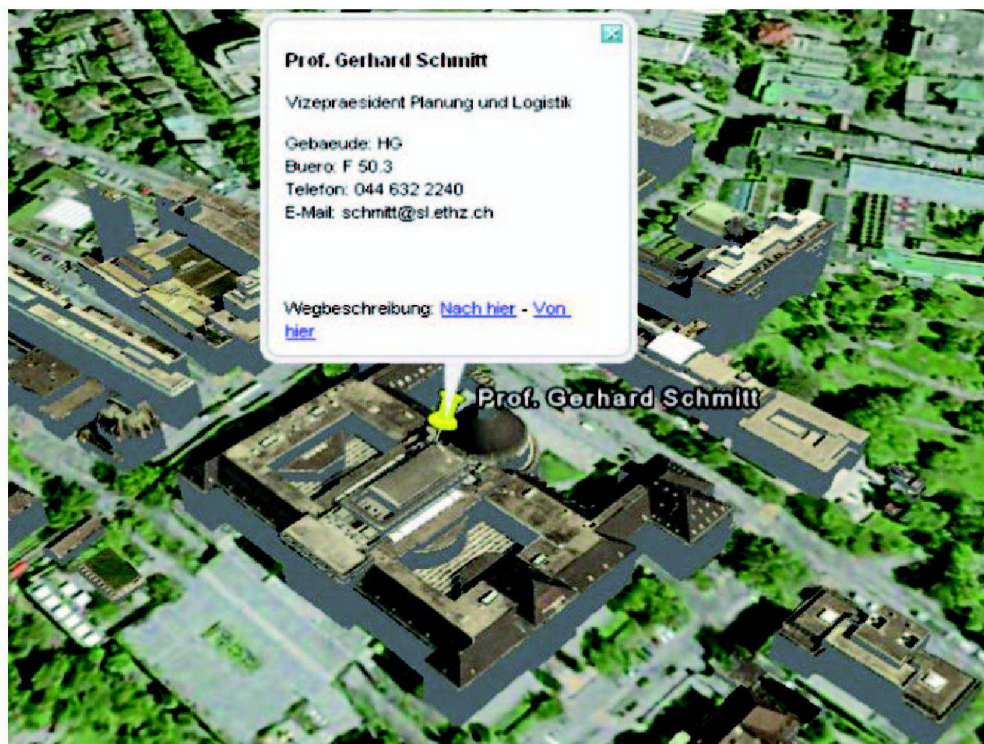 Prof. Gerhard Schmitt
Vizepraesident Planung und Logistik
Gebaeude: HG
Buero: F 50.3
Telefon: 044 632 2240
E-Mail: schmitt@sl.ethz.ch
Wegbeschreibung: Nach hier - Von
hier
Prof. Gerhard Schmitt